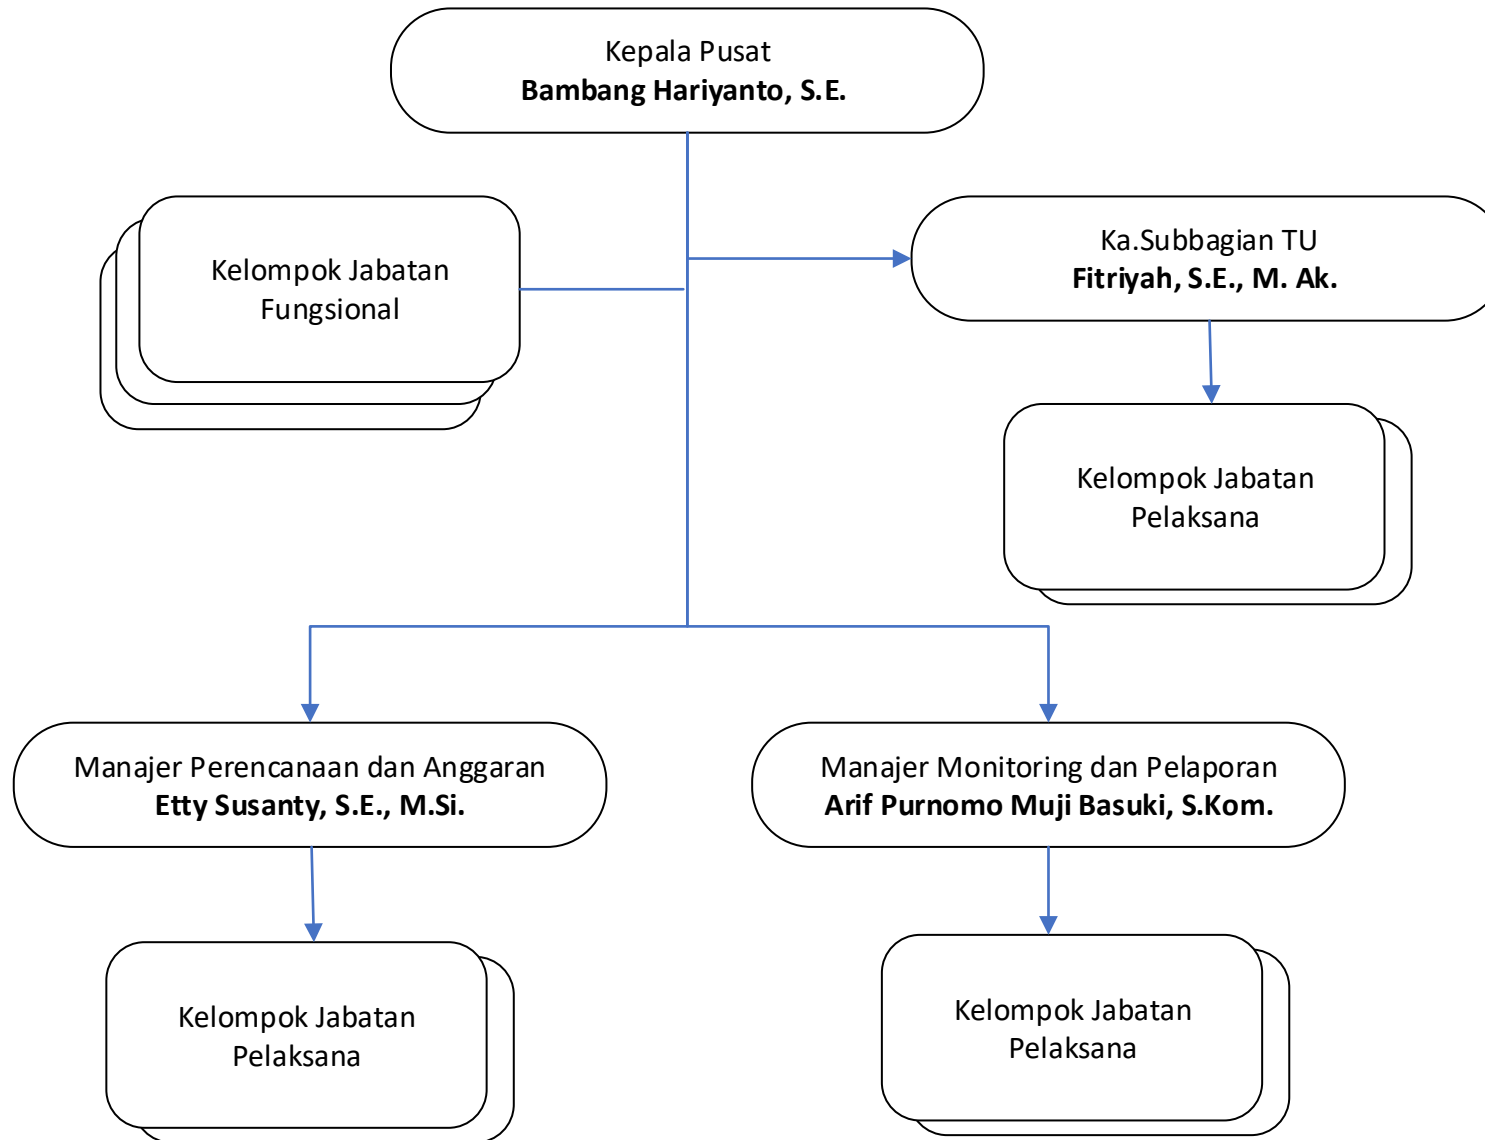 Kepala Pusat
Bambang Hariyanto, S.E.
Kelompok Jabatan
Fungsional
Ka.Subbagian TU
Fitriyah, S.E., M. Ak.
Kelompok Jabatan
Pelaksana
Manajer Perencanaan dan Anggaran
Etty Susanty, S.E., M.Si.
Manajer Monitoring dan Pelaporan
Arif Purnomo Muji Basuki, S.Kom.
Kelompok Jabatan
Pelaksana
Kelompok Jabatan
Pelaksana